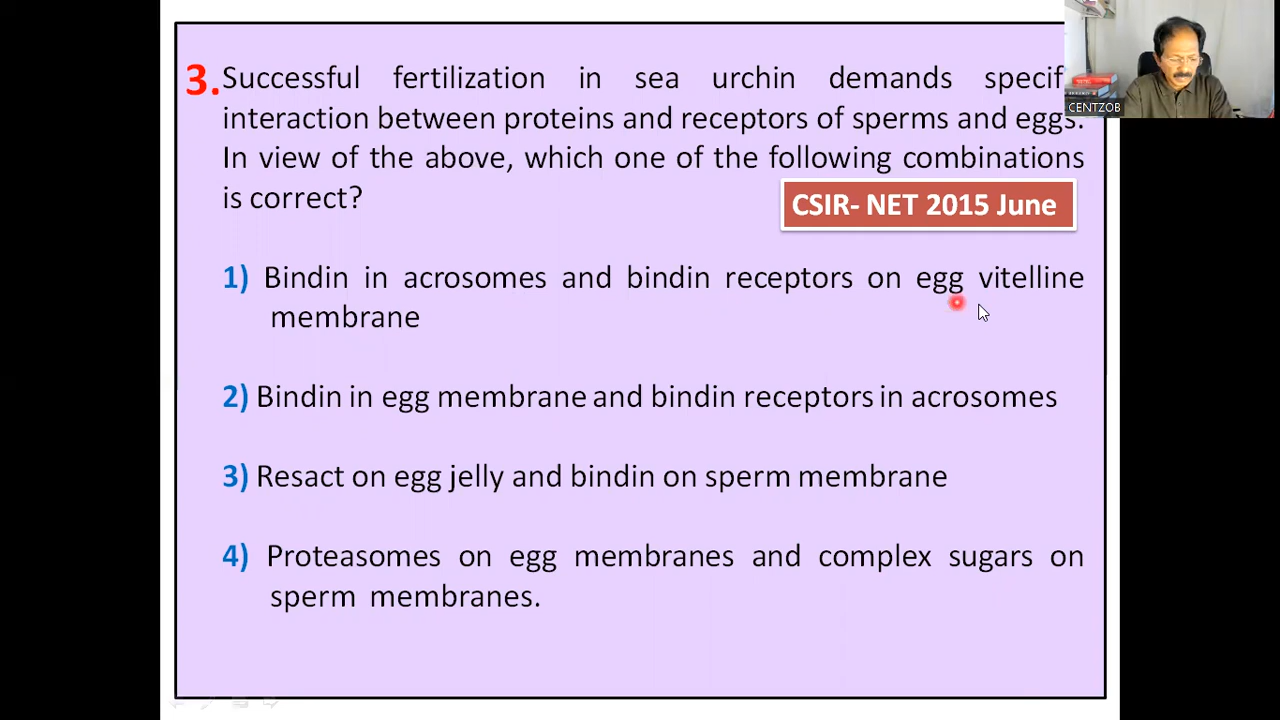 3. Successful fertilization in sea urchin demands specif
interaction between proteins and receptors of sperms and eggs.
In view of the above, which one of the following combinations
is correct?
CSIR- NET 2015 June
1) Bindin in acrosomes and bindin receptors on egg vitelline
membrane
2) Bindin in egg membrane and bindin receptors in acrosomes
3) Resact on egg jelly and bindin on sperm membrane
4) Proteasomes on egg membranes and complex sugars on
sperm membranes.
CENTZOB